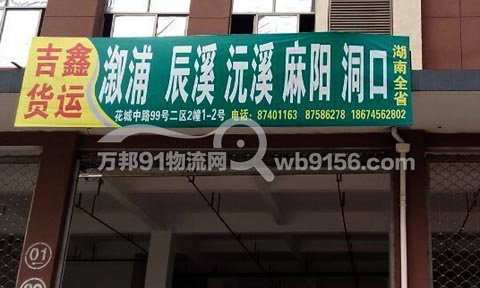 吉鑫
货运
溆浦 辰溪 沅溪 麻阳 洞口
湖南全省
花城中路99号二区2幢1-2号 电话: 87401163 87586278 18674562802
万邦91物流网 wb9156.com
01
02